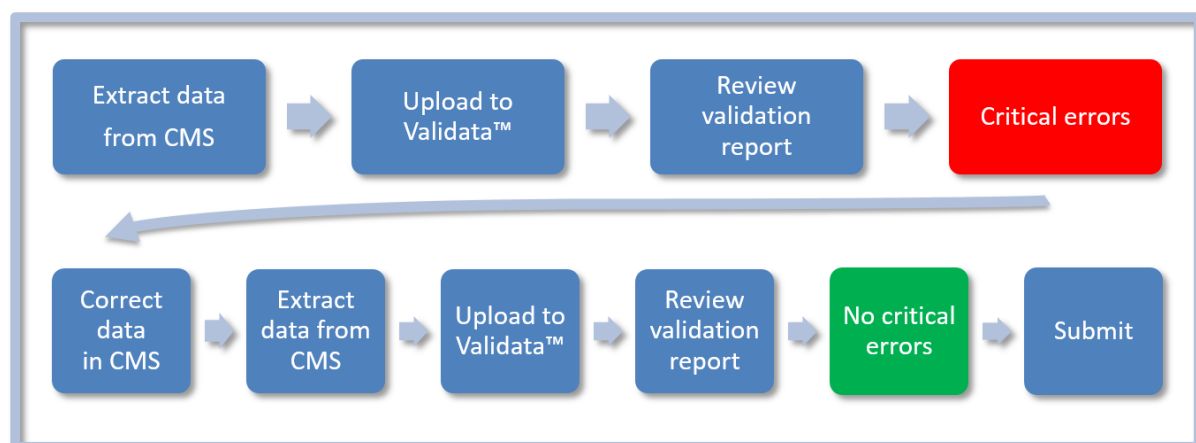 Extract data
from CMS
Upload to
Validata™
Review
validation
report
Critical errors
Correct
data
in CMS
Extract
data from
CMS
Upload to
Validata™
Review
validation
report
No critical
errors
Submit